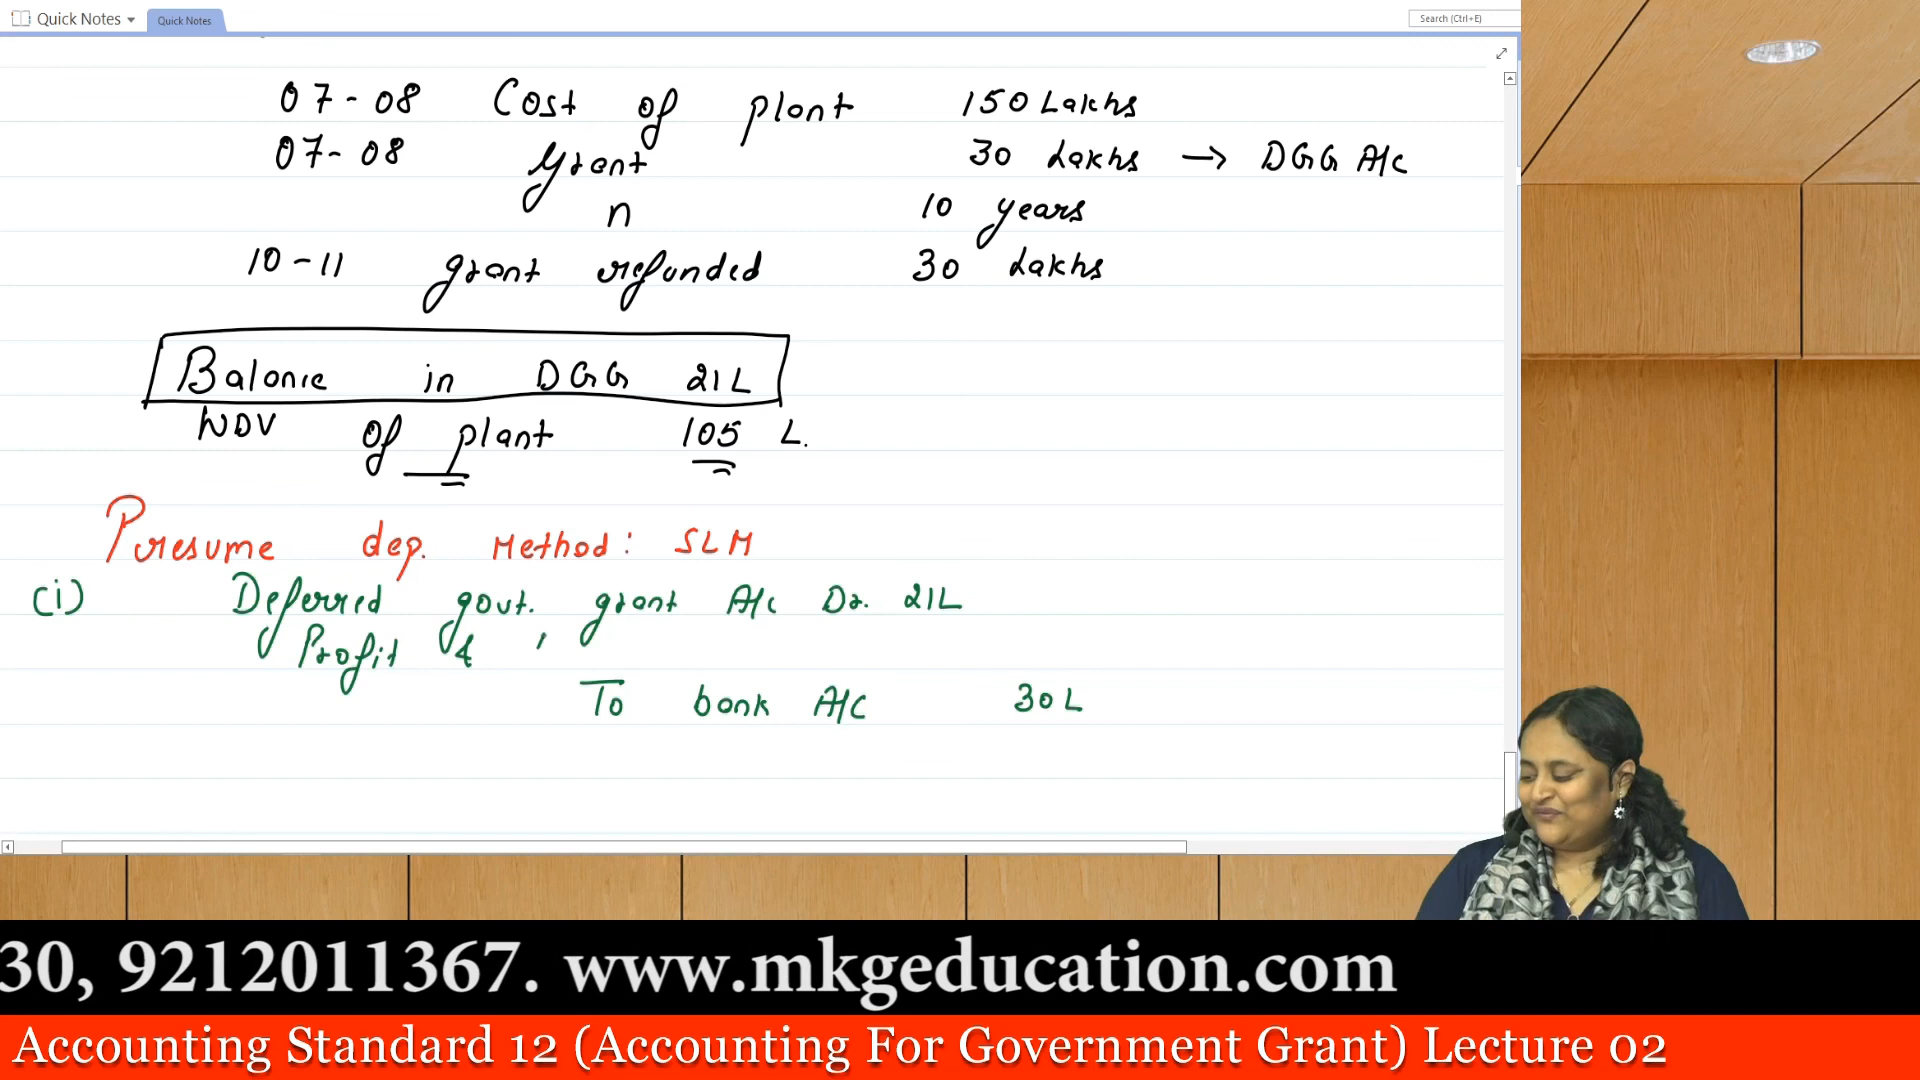 Quick Notes
Quick Notes
Search (Ctrl+E)
07-08 Cost of plant 150 Lakhs
07-08 Grant 30 Lakhs → DGG A/c
n 10 years
10-11 grant refunded 30 Lakhs
Balance in DGG 21L
WDV of plant 105 L.
Presume dep. Method: SLM
(i) Deferred govt. grant A/c Dr. 21L
Profit &
To bank A/C 30L
30, 9212011367. www.mkgeducation.com
Accounting Standard 12 (Accounting For Government Grant) Lecture 02